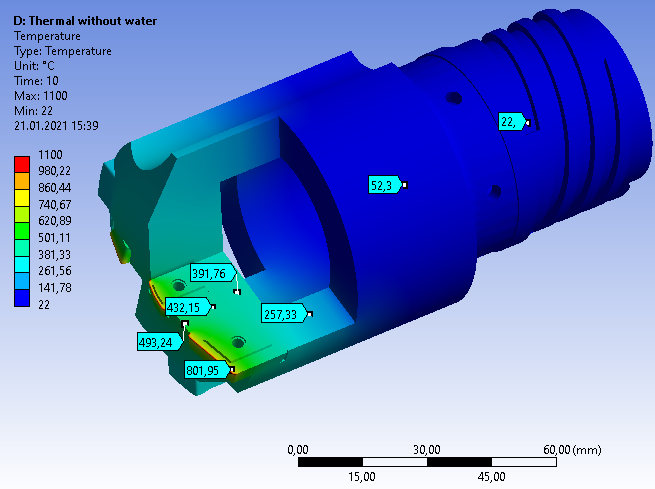 D: Thermal without water
Temperature
Type: Temperature
Unit: °C
Time: 10
Max: 1100
Min: 22
21.01.2021 15:39
1100
980,22
860,44
740,67
620,89
501,11
381,33
261,56
141,78
22
22,
52,3
391,76
432,15
257,33
493,24
801,95
0,00
30,00
60,00 (mm)
15,00
45,00